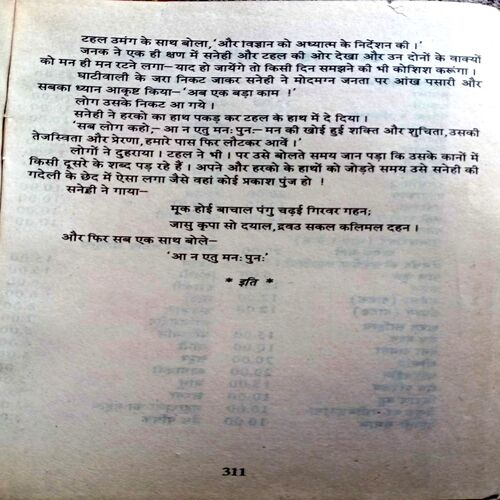 टहल उमंग के साथ बोला, 'और विज्ञान को अध्यात्म के निर्देशन की ।'
जनक ने एक ही क्षण में सनेही और टहल की ओर देखा और उन दोनों के वाक्यों
को मन ही मन रटने लगा—याद हो जायेंगे तो किसी दिन समझने की भी कोशिश करूंगा।
घाटीवाली के जरा निकट जाकर सनेही ने मोदमग्न जनता पर आंख पसारी और
सबका ध्यान आकृष्ट किया—'अब एक बड़ा काम !'
लोग उसके निकट आ गये ।
सनेही ने हरको का हाथ पकड़ कर टहल के हाथ में दे दिया ।
'सब लोग कहो,- आ न एतु मनः पुनः- मन की खोई हुई शक्ति और शुचिता, उसकी
तेजस्विता और प्रेरणा, हमारे पास फिर लौटकर आवें ।'
लोगों ने दुहराया । टहल ने भी । पर उसे बोलते समय जान पड़ा कि उसके कानों में
किसी दूसरे के शब्द पड़ रहे हैं । अपने और हरको के हाथों को जोड़ते समय उसे सनेही की
गदेली के छेद में ऐसा लगा जैसे वहां कोई प्रकाश पुंज हो !
सनेही ने गाया—
मूक होई बाचाल पंगु चढ़ई गिरवर गहन;
जासु कृपा सो दयाल, द्रवउ सकल कलिमल दहन ।
और फिर सब एक साथ बोले—
'आ न एतु मनः पुनः'
* इति *
311